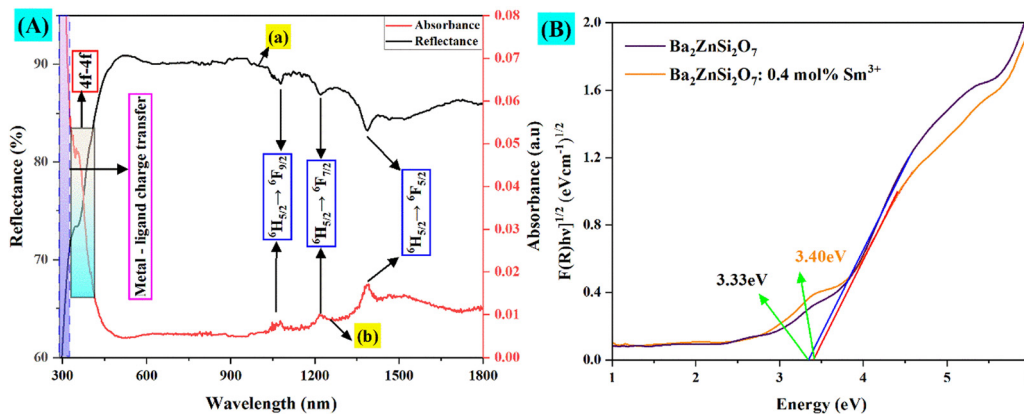 (A)
Absorbance
Reflectance
(a)
4f-4f
Metal - ligand charge transfer
⁶H₅/₂→ ⁶F₉/₂
⁶H₅/₂→ ⁶F₇/₂
⁶H₅/₂→ ⁶F₅/₂
(b)
Reflectance (%)
90
80
70
60
300
600
900
1200
1500
1800
Wavelength (nm)
0.08
0.07
0.06
0.05
0.04
0.03
0.02
0.01
0.00
Absorbance (a.u)
(B)
Ba₂ZnSi₂O₇
Ba₂ZnSi₂O₇: 0.4 mol% Sm³⁺
3.33eV
3.40eV
F(R)hν]¹/² (eVcm⁻¹)¹/²
2.0
1.6
1.2
0.8
0.4
0.0
1
2
3
4
5
Energy (eV)